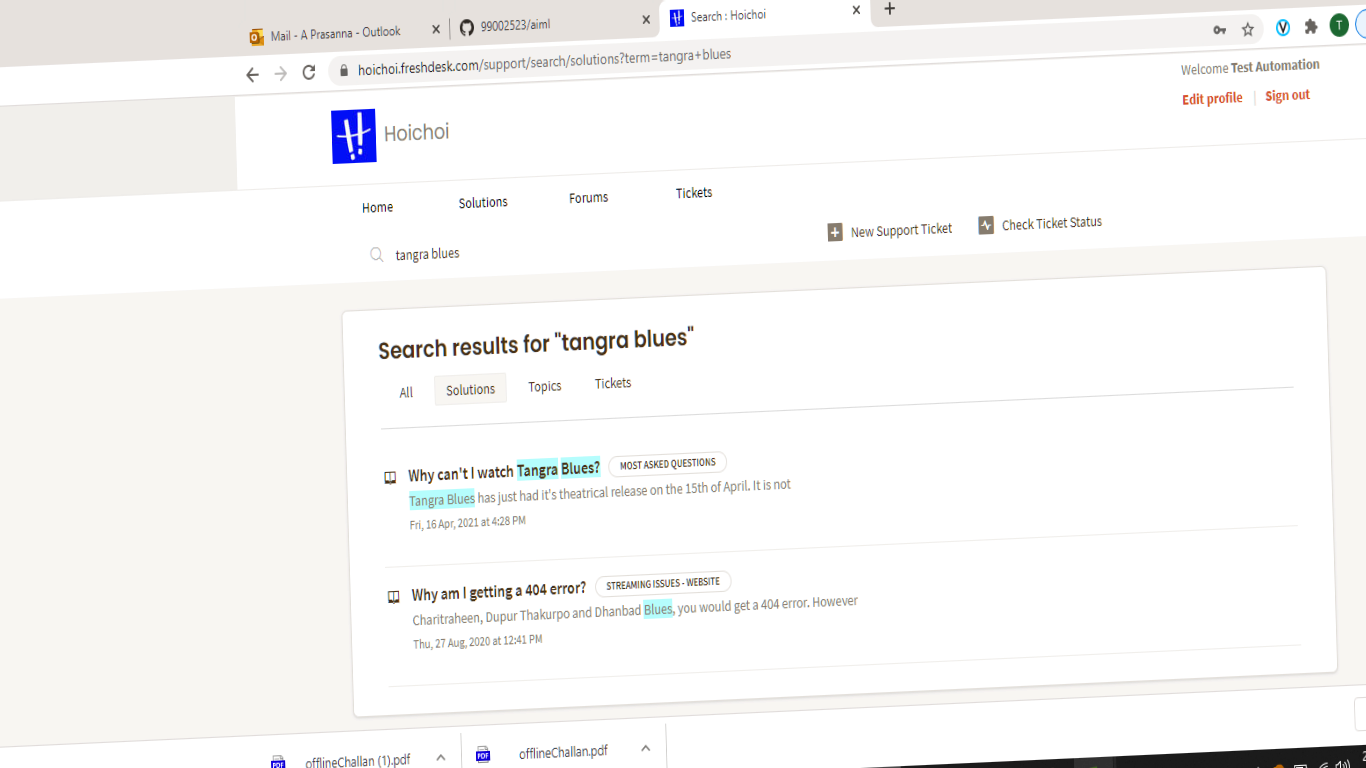 Mail - A Prasanna - Outlook
99002523/aiml
Search : Hoichoi
hoichoi.freshdesk.com/support/search/solutions?term=tangra+blues
T
Welcome Test Automation
Edit profile
Sign out
Hoichoi
Home
Solutions
Forums
Tickets
tangra blues
New Support Ticket
Check Ticket Status
Search results for "tangra blues"
All
Solutions
Topics
Tickets
Why can't I watch Tangra Blues? MOST ASKED QUESTIONS
Tangra Blues has just had it's theatrical release on the 15th of April. It is not
Fri, 16 Apr, 2021 at 4:28 PM
Why am I getting a 404 error? STREAMING ISSUES - WEBSITE
Charitraheen, Dupur Thakurpo and Dhanbad Blues, you would get a 404 error. However
Thu, 27 Aug, 2020 at 12:41 PM
PDF offlineChallan (1).pdf
PDF offlineChallan.pdf